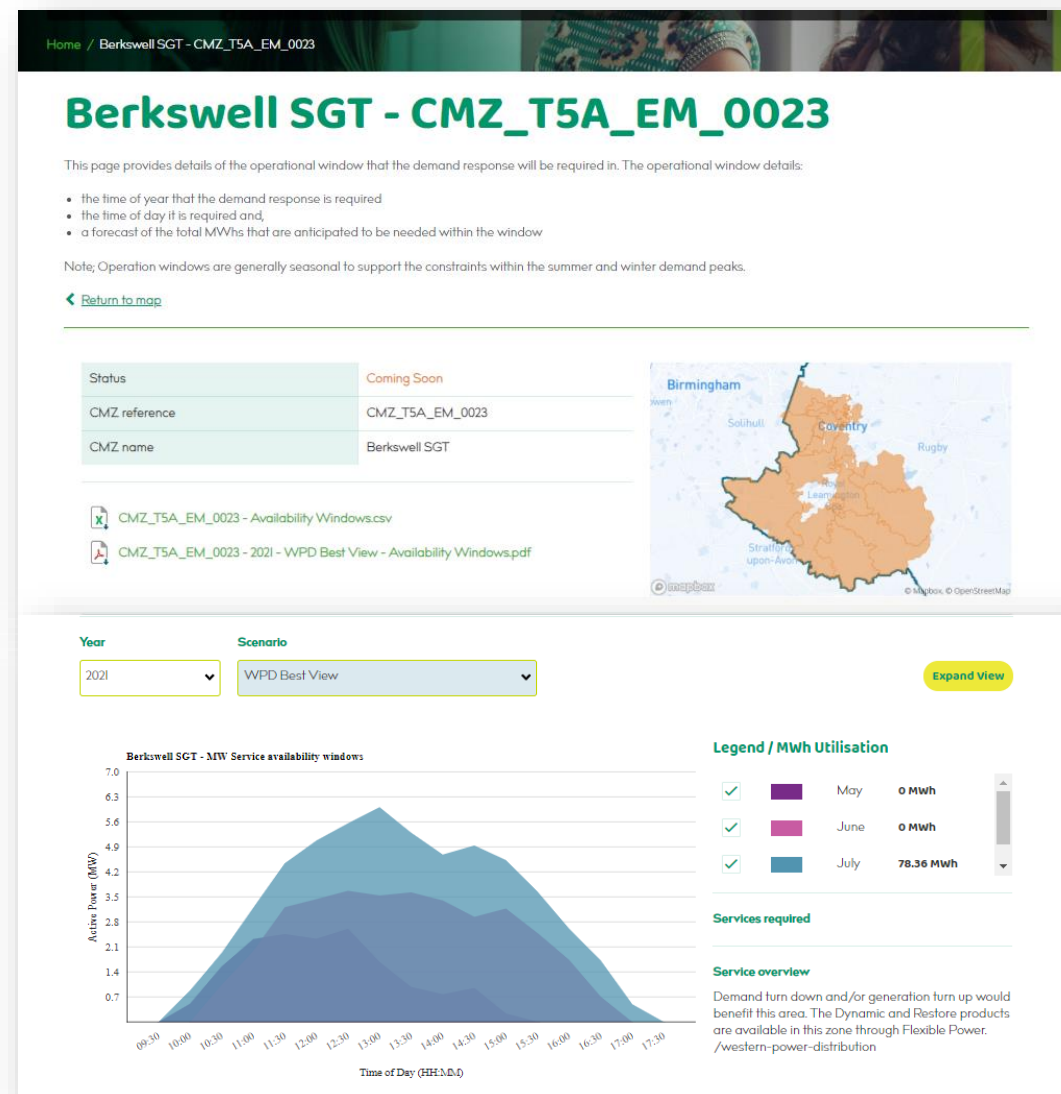 Home / Berkswell SGT - CMZ_T5A_EM_0023
Berkswell SGT - CMZ_T5A_EM_0023
This page provides details of the operational window that the demand response will be required in. The operational window details:
• the time of year that the demand response is required
• the time of day it is required and,
• a forecast of the total MWhs that are anticipated to be needed within the window
Note; Operation windows are generally seasonal to support the constraints within the summer and winter demand peaks.
Return to map
Status Coming Soon
CMZ reference CMZ_T5A_EM_0023
CMZ name Berkswell SGT
CMZ_T5A_EM_0023 - Availability Windows.csv
CMZ_T5A_EM_0023 - 2021 - WPD Best View - Availability Windows.pdf
Birmingham
Solihull
Coventry
Rugby
Royal
Leamington
Stratford
upon-Avon
mapbox
© Mapbox, © OpenStreetMap
Year Scenario
2021 WPD Best View Expand View
Berkswell SGT - MW Service availability windows
Active Power (MW)
7.0
6.3
5.6
4.9
4.2
3.5
2.8
2.1
1.4
0.7
09:30 10:00 10:30 11:00 11:30 12:00 12:30 13:00 13:30 14:00 14:30 15:00 15:30 16:00 16:30 17:00 17:30
Time of Day (HH:MM)
Legend / MWh Utilisation
May 0 MWh
June 0 MWh
July 78.36 MWh
Services required
Service overview
Demand turn down and/or generation turn up would
benefit this area. The Dynamic and Restore products
are available in this zone through Flexible Power.
/western-power-distribution